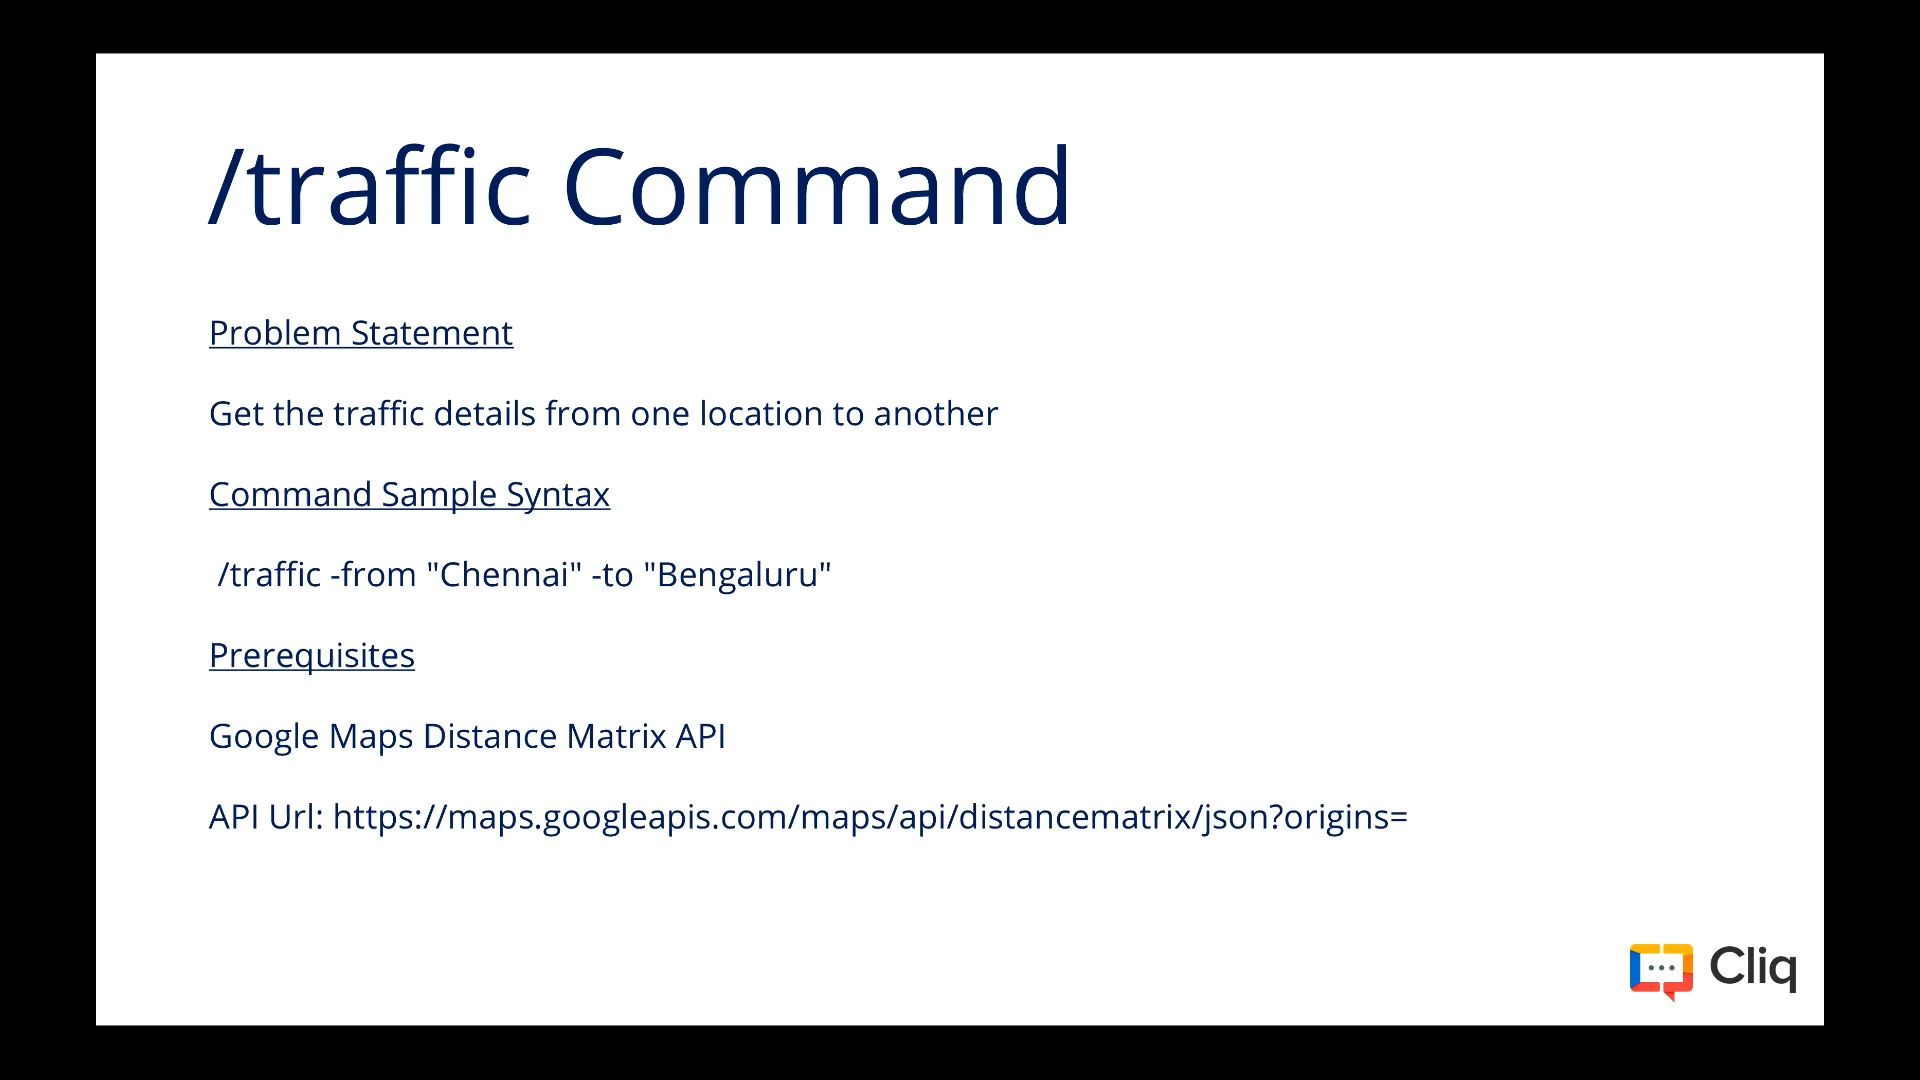 /traffic Command
Problem Statement
Get the traffic details from one location to another
Command Sample Syntax
/traffic -from "Chennai" -to "Bengaluru"
Prerequisites
Google Maps Distance Matrix API
API Url: https://maps.googleapis.com/maps/api/distancematrix/json?origins=
Cliq